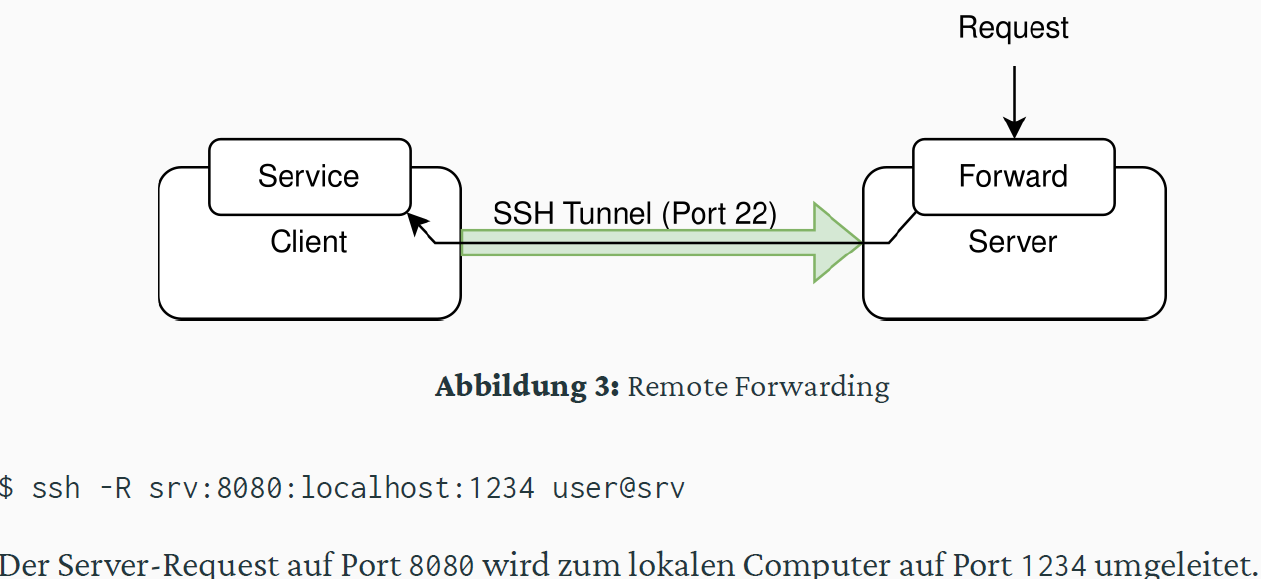 Request
Service
Forward
SSH Tunnel (Port 22)
Client
Server
Abbildung 3: Remote Forwarding
$ ssh -R srv:8080:localhost:1234 user@srv
Der Server-Request auf Port 8080 wird zum lokalen Computer auf Port 1234 umgeleitet.